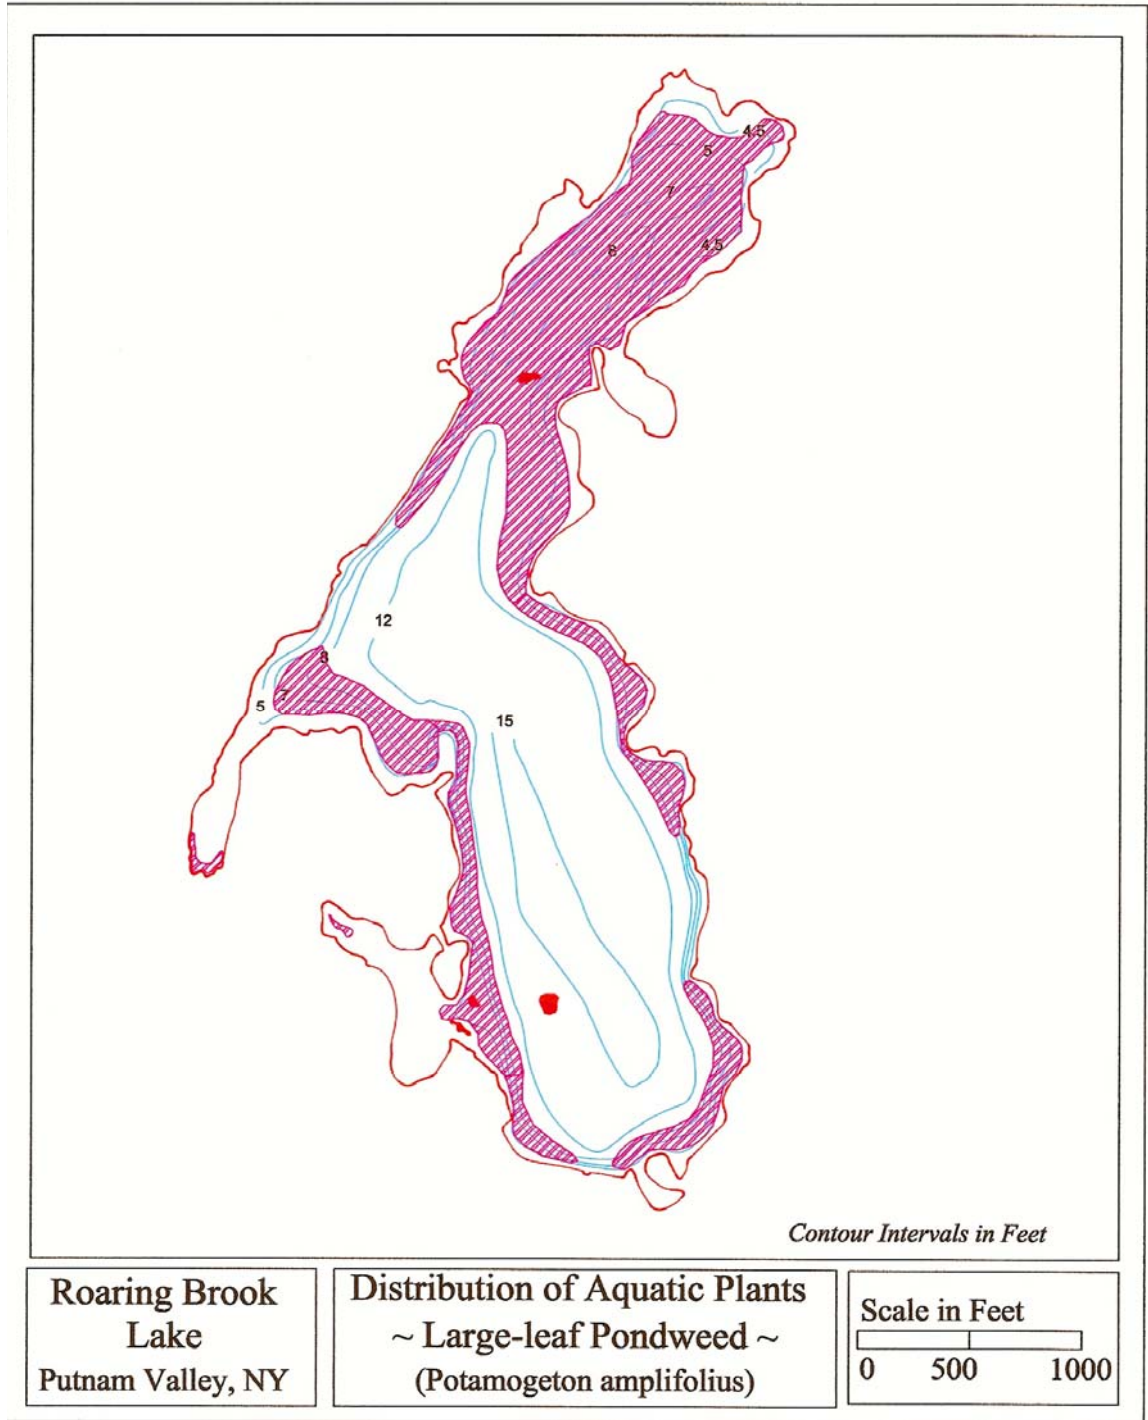 4.5
5
7
8
4.5
12
8
7
5
15
Contour Intervals in Feet
Roaring Brook
Lake
Putnam Valley, NY
Distribution of Aquatic Plants
~ Large-leaf Pondweed ~
(Potamogeton amplifolius)
Scale in Feet
0 500 1000